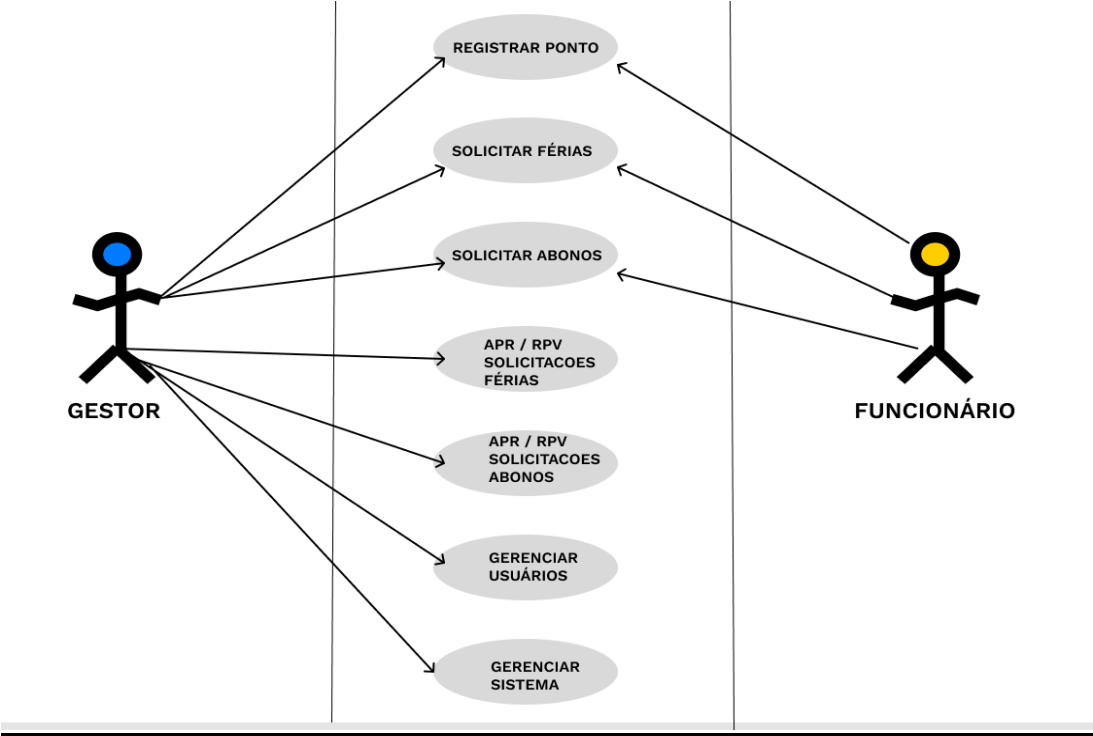 REGISTRAR PONTO
SOLICITAR FÉRIAS
SOLICITAR ABONOS
APR / RPV
SOLICITACOES
FÉRIAS
GESTOR
FUNCIONÁRIO
APR / RPV
SOLICITACOES
ABONOS
GERENCIAR
USUÁRIOS
GERENCIAR
SISTEMA